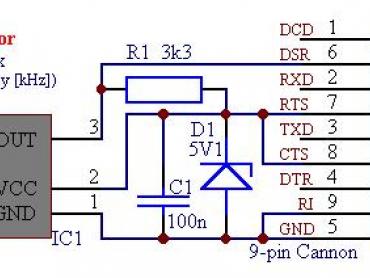 or
x
y [kHz])
OUT
VCC
GND
IC1
3
2
1
R1 3k3
D1
5V1
C1
100n
DCD 1
DSR 6
RXD 2
RTS 7
TXD 3
CTS 8
DTR 4
RI 9
GND 5
9-pin Cannon